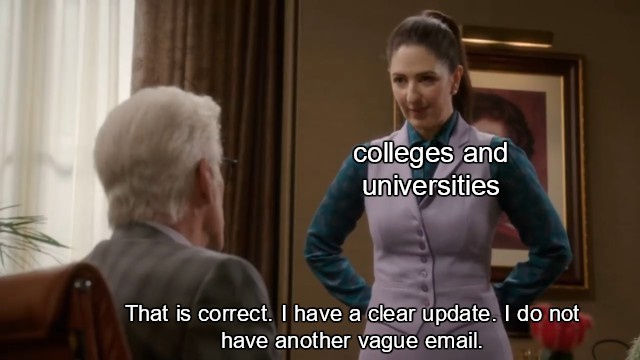 colleges and
universities
That is correct. I have a clear update. I do not
have another vague email.